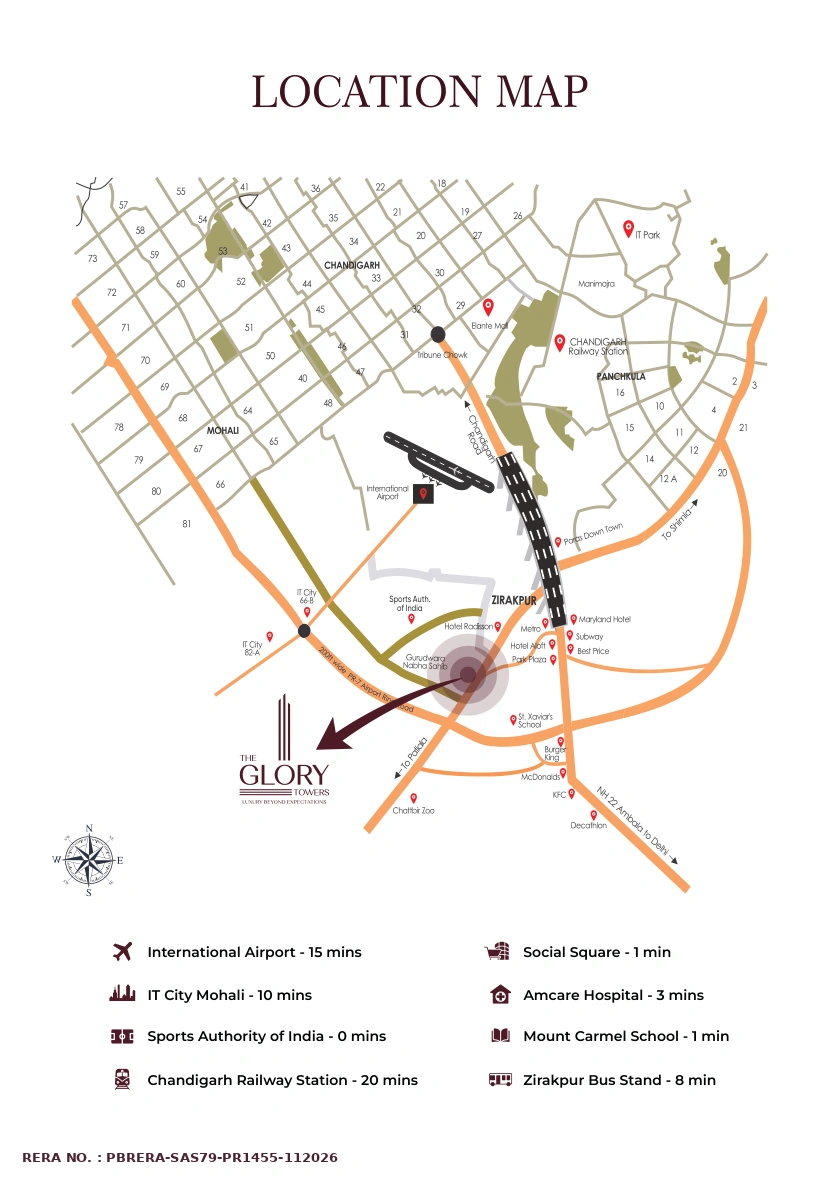 LOCATION MAP
41
55
36
22
18
57
54
35
21
19
26
58
42
34
20
27
IT Park
73
59
53
43
CHANDIGARH
33
30
60
52
44
Manimajra
72
45
32
29
Elante Mall
71
51
46
31
Tribune Chowk
CHANDIGARH
Railway Station
70
50
47
PANCHKULA
69
40
16
2
3
68
64
48
10
4
78
67
MOHALI
65
Chandigarh
Road
15
11
21
79
66
14
12
80
International
Airport
12 A
20
81
Paras Down Town
To Shimla
IT City
66-B
Sports Auth.
of India
ZIRAKPUR
IT City
82-A
Hotel Radisson
Metro
Maryland Hotel
Subway
Hotel Aloft
Best Price
Gurudwara
Nabha Sahib
Park Plaza
200ft wide PR-7 Airport Ring Road
St. Xaviar's
School
To Patiala
Burger
King
McDonalds
KFC
Chattbir Zoo
Decathlon
NH 22 Ambala to Delhi
THE
GLORY
TOWERS
LUXURY BEYOND EXPECTATIONS
N
W E
S
International Airport - 15 mins
Social Square - 1 min
IT City Mohali - 10 mins
Amcare Hospital - 3 mins
Sports Authority of India - 0 mins
Mount Carmel School - 1 min
Chandigarh Railway Station - 20 mins
Zirakpur Bus Stand - 8 min
RERA NO. : PBRERA-SAS79-PR1455-112026